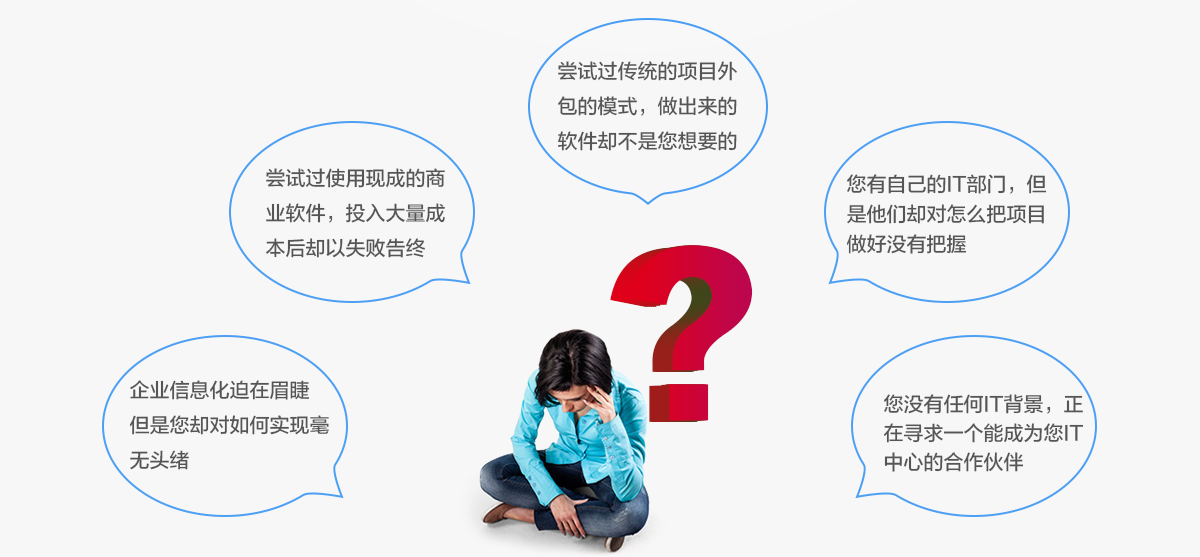 尝试过传统的项目外
包的模式，做出来的
软件却不是您想要的
尝试过使用现成的商
业软件，投入大量成
本后却以失败告终
您有自己的IT部门，但
是他们却对怎么把项目
做好没有把握
企业信息化迫在眉睫
但是您却对如何实现毫
无头绪
您没有任何IT背景，正
在寻求一个能成为您IT
中心的合作伙伴
?